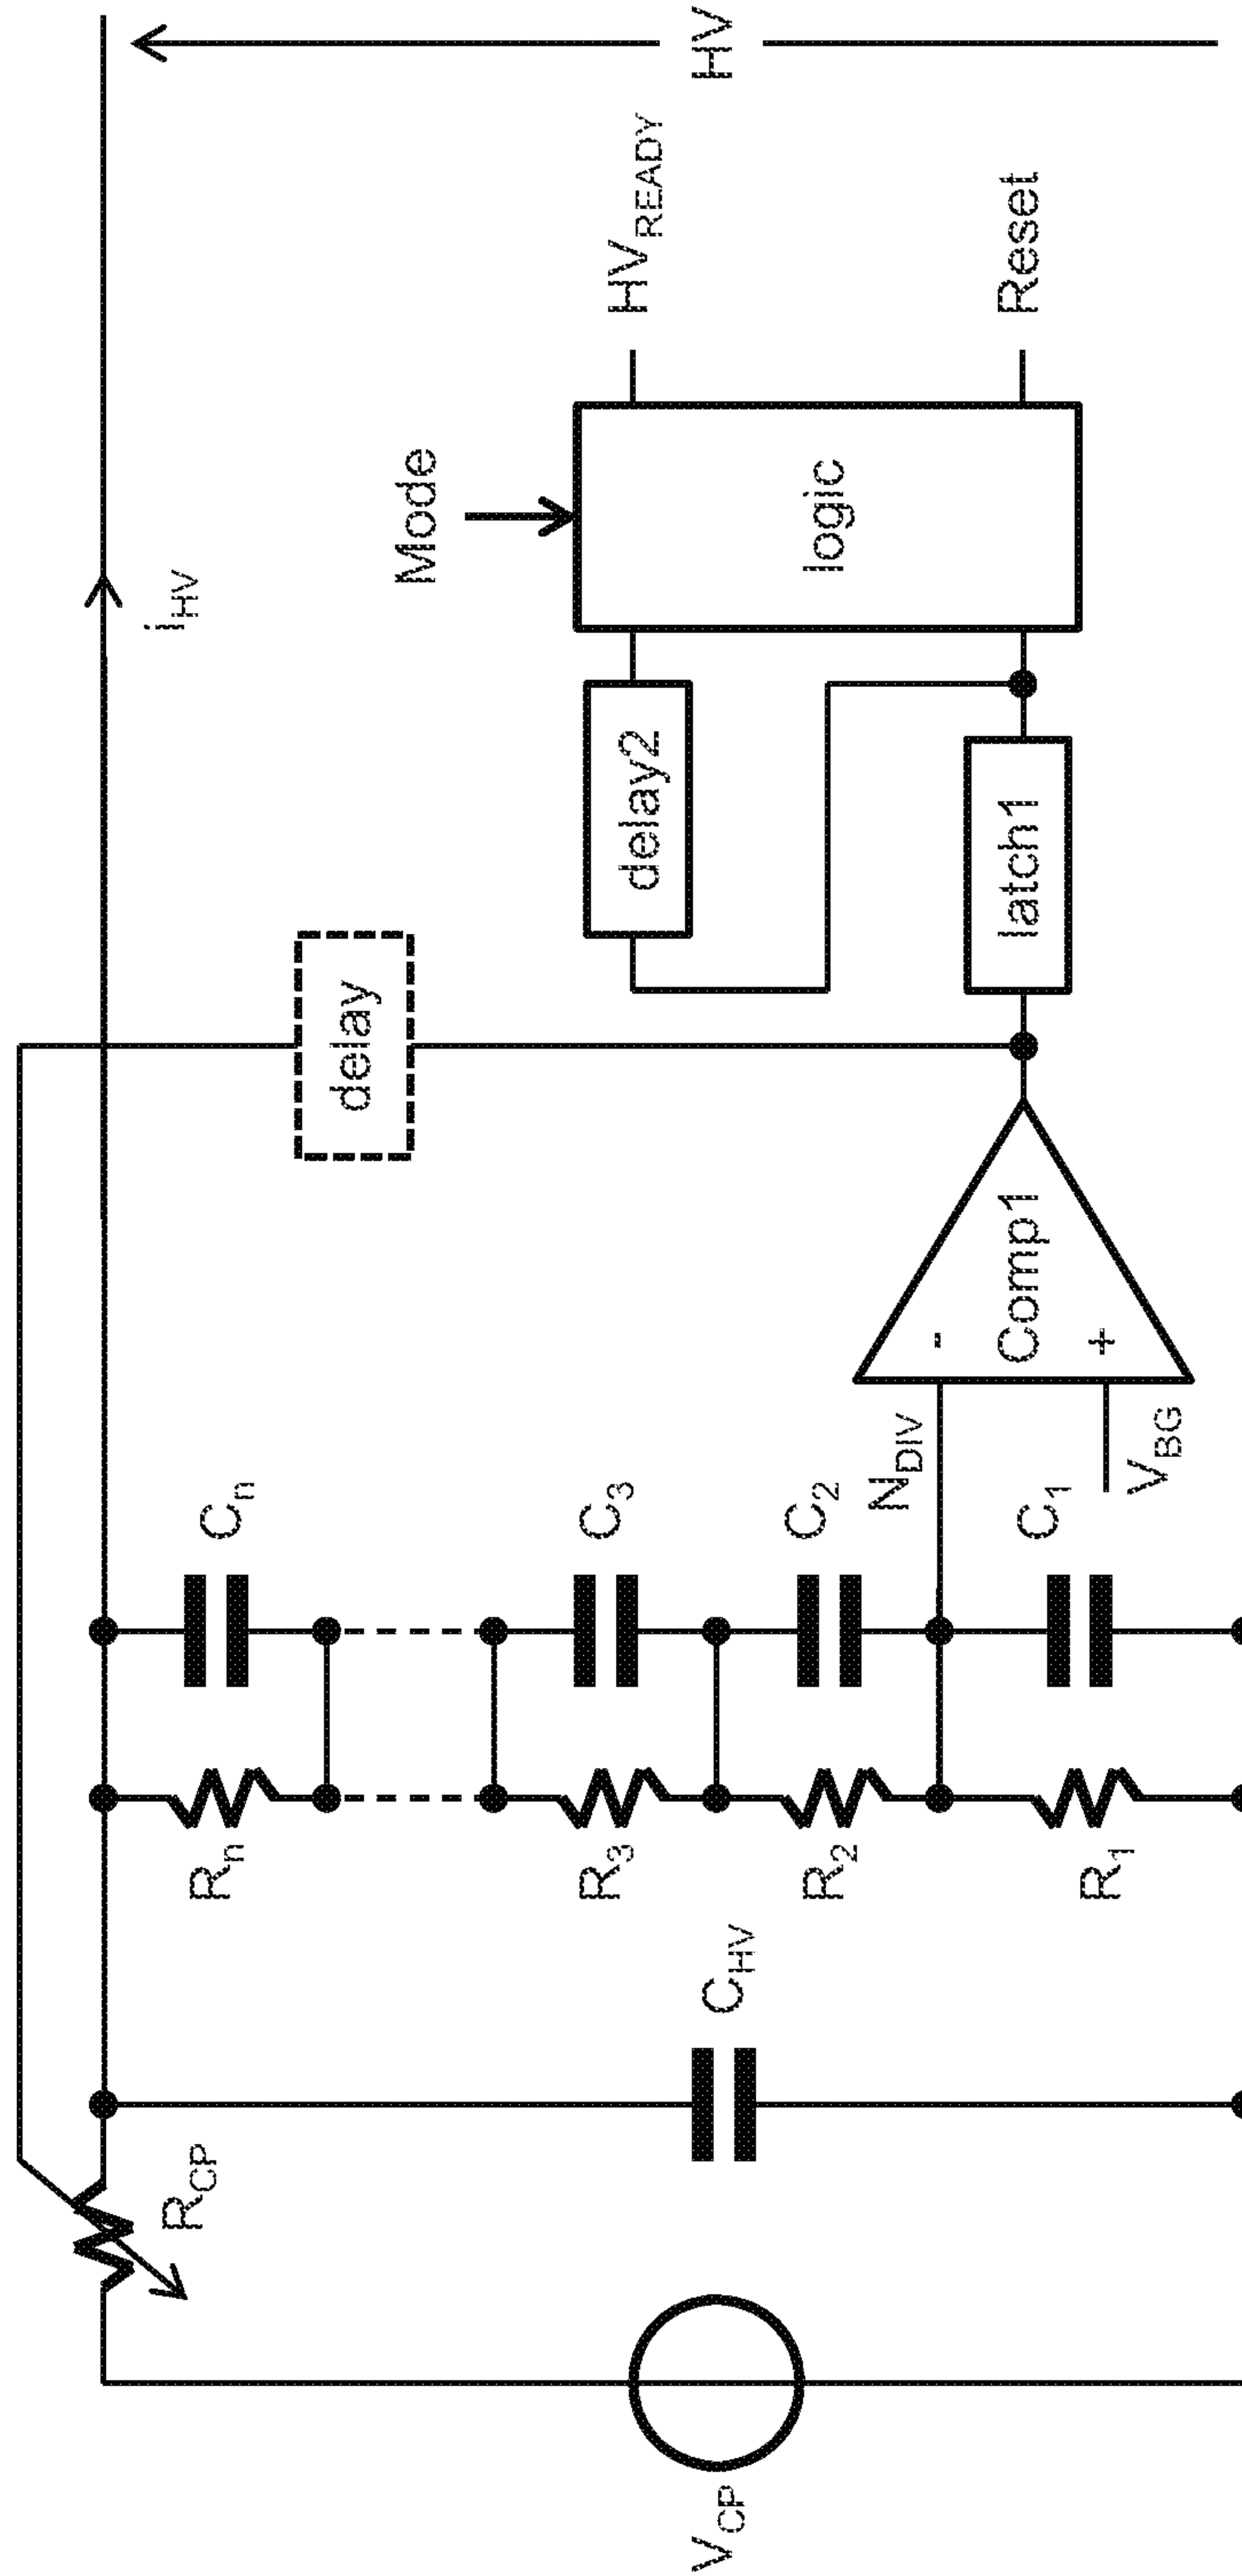 V_CP
R_CP
C_HV
R_n
R_3
R_2
R_1
C_n
C_3
C_2
C_1
N_DIV
V_BG
-
+
Comp1
delay
i_HV
delay2
latch1
Mode
logic
HV_READY
Reset
HV